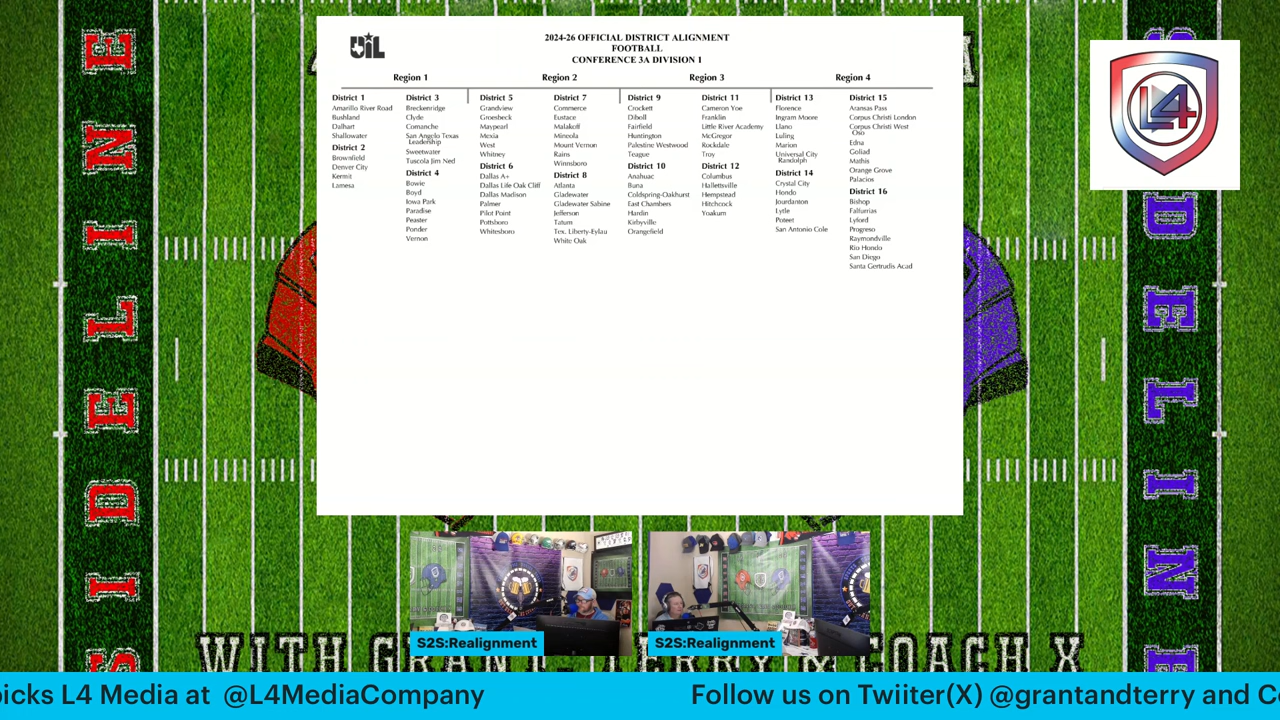 UIL
2024-26 OFFICIAL DISTRICT ALIGNMENT
FOOTBALL
CONFERENCE 3A DIVISION 1
Region 1
Region 2
Region 3
Region 4
District 1
Amarillo River Road
Bushland
Dalhart
Shallowater
District 2
Brownfield
Denver City
Kermit
Lamesa
District 3
Breckenridge
Clyde
Comanche
San Angelo Texas
Leadership
Sweetwater
Tuscola Jim Ned
District 4
Bowie
Boyd
Iowa Park
Paradise
Peaster
Ponder
Vernon
District 5
Grandview
Groesbeck
Maypearl
Mexia
West
Whitney
District 6
Dallas A+
Dallas Life Oak Cliff
Dallas Madison
Palmer
Pilot Point
Pottsboro
Whitesboro
District 7
Commerce
Eustace
Malakoff
Mineola
Mount Vernon
Rains
Winnsboro
District 8
Atlanta
Gladewater
Gladewater Sabine
Jefferson
Tatum
Tex. Liberty-Eylau
White Oak
District 9
Crockett
Diboll
Fairfield
Huntington
Palestine Westwood
Teague
District 10
Anahuac
Buna
Coldspring-Oakhurst
East Chambers
Hardin
Kirbyville
Orangefield
District 11
Cameron Yoe
Franklin
Little River Academy
McGregor
Rockdale
Troy
District 12
Columbus
Hallettsville
Hempstead
Hitchcock
Yoakum
District 13
Florence
Ingram Moore
Llano
Luling
Marion
Universal City
Randolph
District 14
Crystal City
Hondo
Jourdanton
Lytle
Poteet
San Antonio Cole
District 15
Aransas Pass
Corpus Christi London
Corpus Christi West
Oso
Edna
Goliad
Mathis
Orange Grove
Palacios
District 16
Bishop
Falfurrias
Lyford
Progreso
Raymondville
Rio Hondo
San Diego
Santa Gertrudis Acad
L4
SIDELINE
DELINE
S2S:Realignment
S2S:Realignment
WITH GRANT, TERRY & COACH X
picks L4 Media at @L4MediaCompany
Follow us on Twiiter(X) @grantandterry and Co